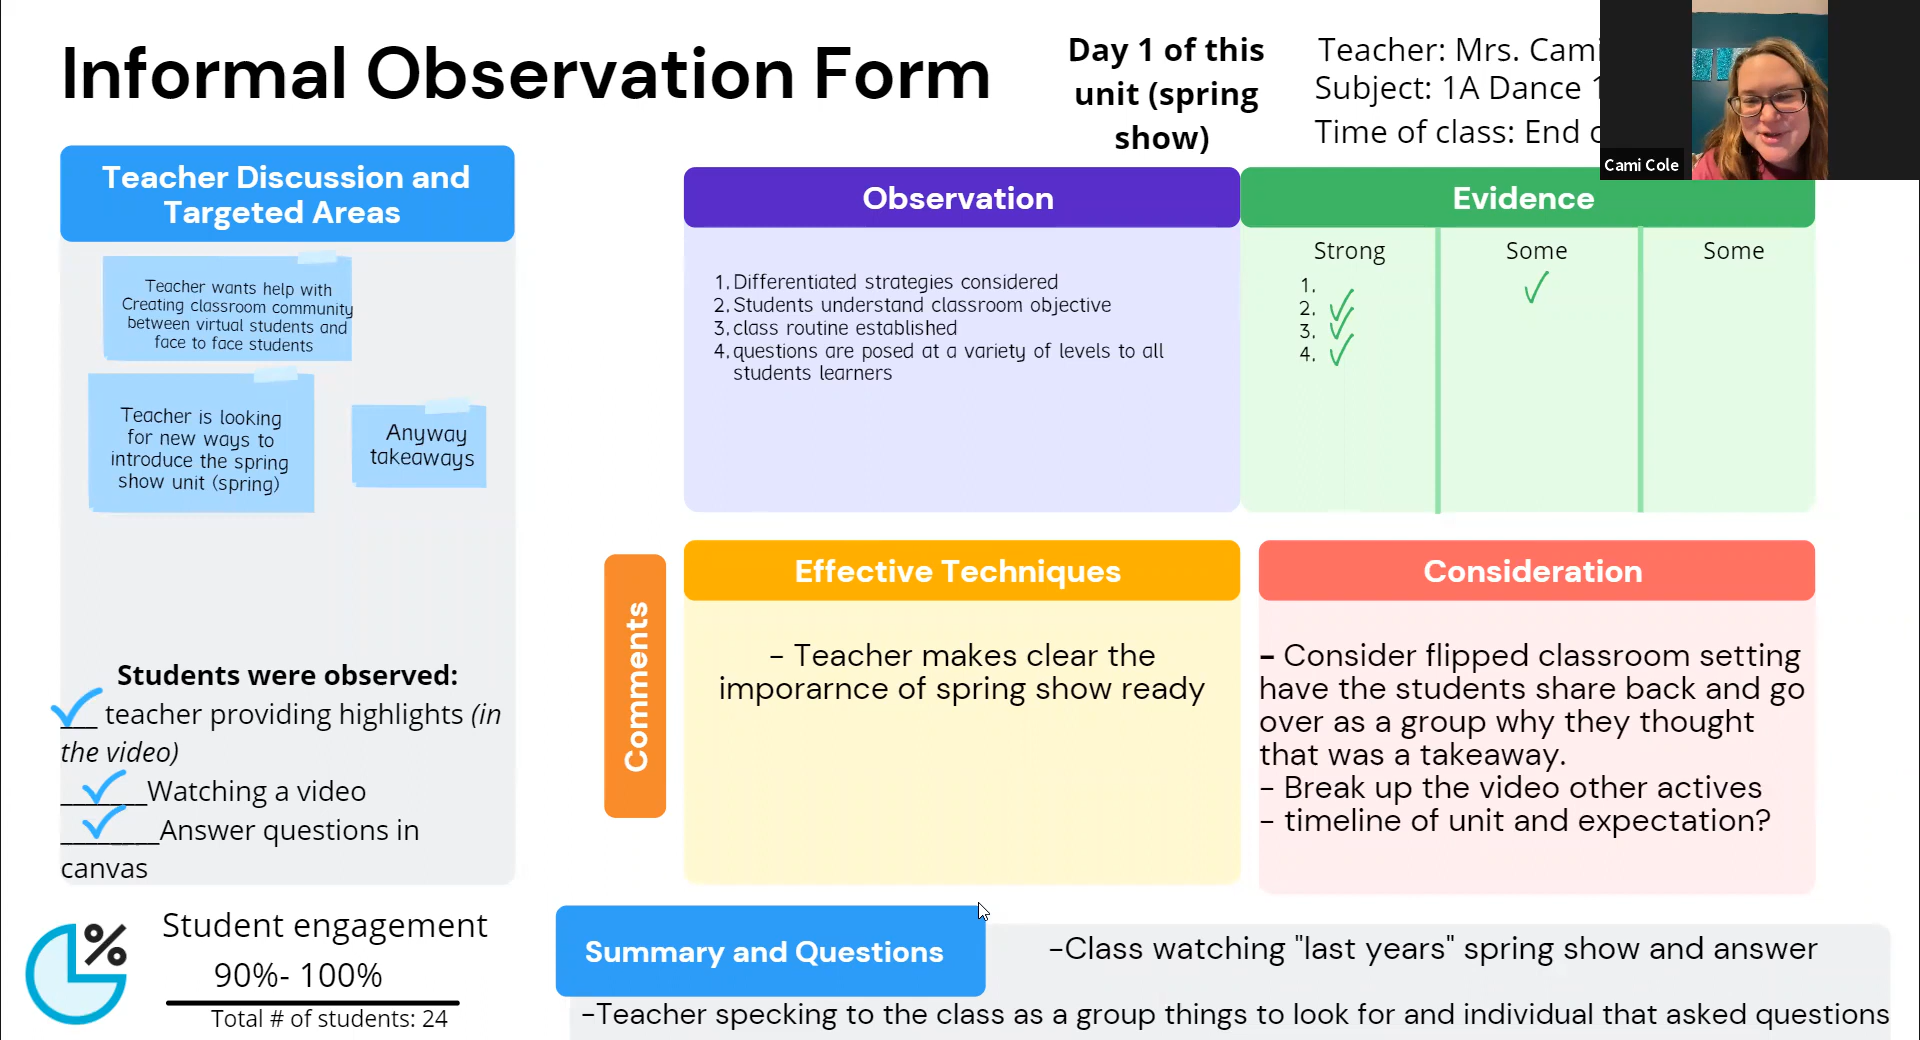 Informal Observation Form
Day 1 of this
unit (spring
show)
Teacher: Mrs. Cami
Subject: 1A Dance
Time of class: End
Cami Cole
Teacher Discussion and
Targeted Areas
Teacher wants help with
Creating classroom community
between virtual students and
face to face students
Teacher is looking
for new ways to
introduce the spring
show unit (spring)
Anyway
takeaways
Students were observed:
___ teacher providing highlights (in
the video)
_______Watching a video
________Answer questions in
canvas
Student engagement
90%- 100%
Total # of students: 24
%
Observation
1. Differentiated strategies considered
2. Students understand classroom objective
3. class routine established
4. questions are posed at a variety of levels to all
students learners
Evidence
Strong
Some
Some
1.
2.
3.
4.
Comments
Effective Techniques
- Teacher makes clear the
imporarnce of spring show ready
Consideration
- Consider flipped classroom setting
have the students share back and go
over as a group why they thought
that was a takeaway.
- Break up the video other actives
- timeline of unit and expectation?
Summary and Questions
-Class watching "last years" spring show and answer
-Teacher specking to the class as a group things to look for and individual that asked questions